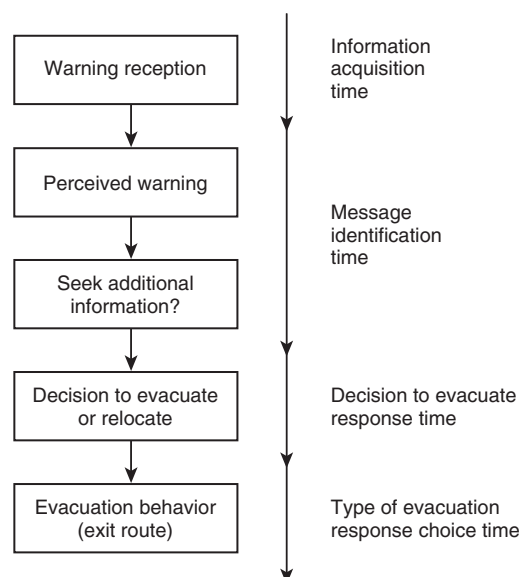 Warning reception
Information
acquisition
time
Perceived warning
Message
identification
time
Seek additional
information?
Decision to evacuate
or relocate
Decision to evacuate
response time
Evacuation behavior
(exit route)
Type of evacuation
response choice time